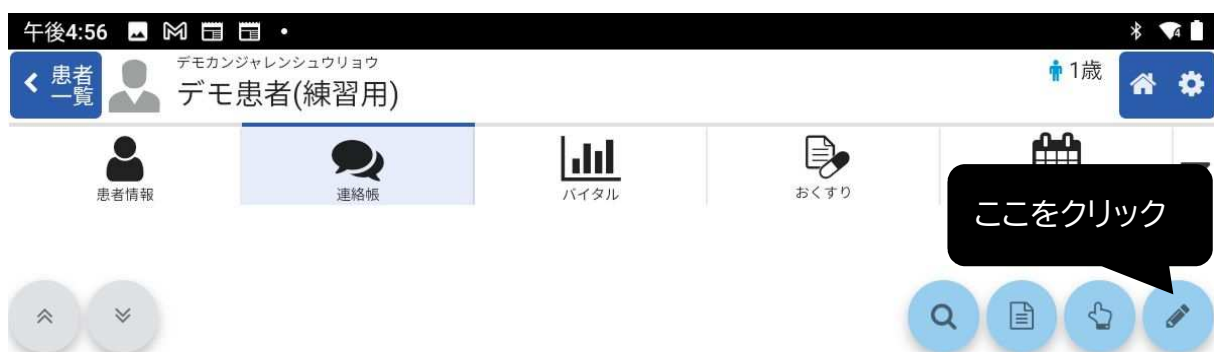 午後4:56
デモカンジャレンシュウリョウ
患者
一覧
デモ患者(練習用)
1歳
患者情報
連絡帳
バイタル
おくすり
ここをクリック